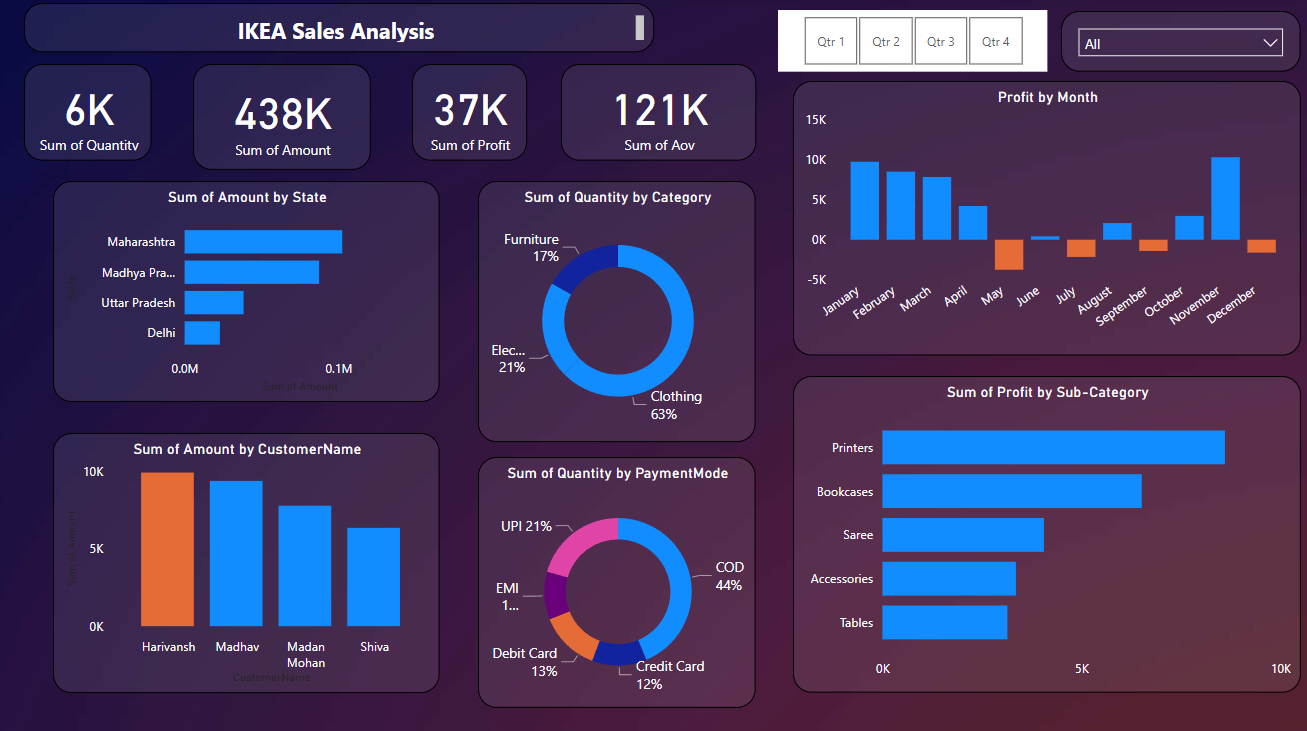 IKEA Sales Analysis
Qtr 1
Qtr 2
Qtr 3
Qtr 4
All
6K
Sum of Quantity
438K
Sum of Amount
37K
Sum of Profit
121K
Sum of Aov
Sum of Amount by State
State
Maharashtra
Madhya Pra...
Uttar Pradesh
Delhi
0.0M
0.1M
Sum of Amount
Sum of Quantity by Category
Furniture
17%
Elec...
21%
Clothing
63%
Profit by Month
15K
10K
5K
0K
-5K
January
February
March
April
May
June
July
August
September
October
November
December
Sum of Amount by CustomerName
Sum of Amount
10K
5K
0K
Harivansh
Madhav
Madan
Mohan
Shiva
CustomerName
Sum of Quantity by PaymentMode
UPI 21%
COD
44%
EMI
1...
Debit Card
13%
Credit Card
12%
Sum of Profit by Sub-Category
Printers
Bookcases
Saree
Accessories
Tables
0K
5K
10K